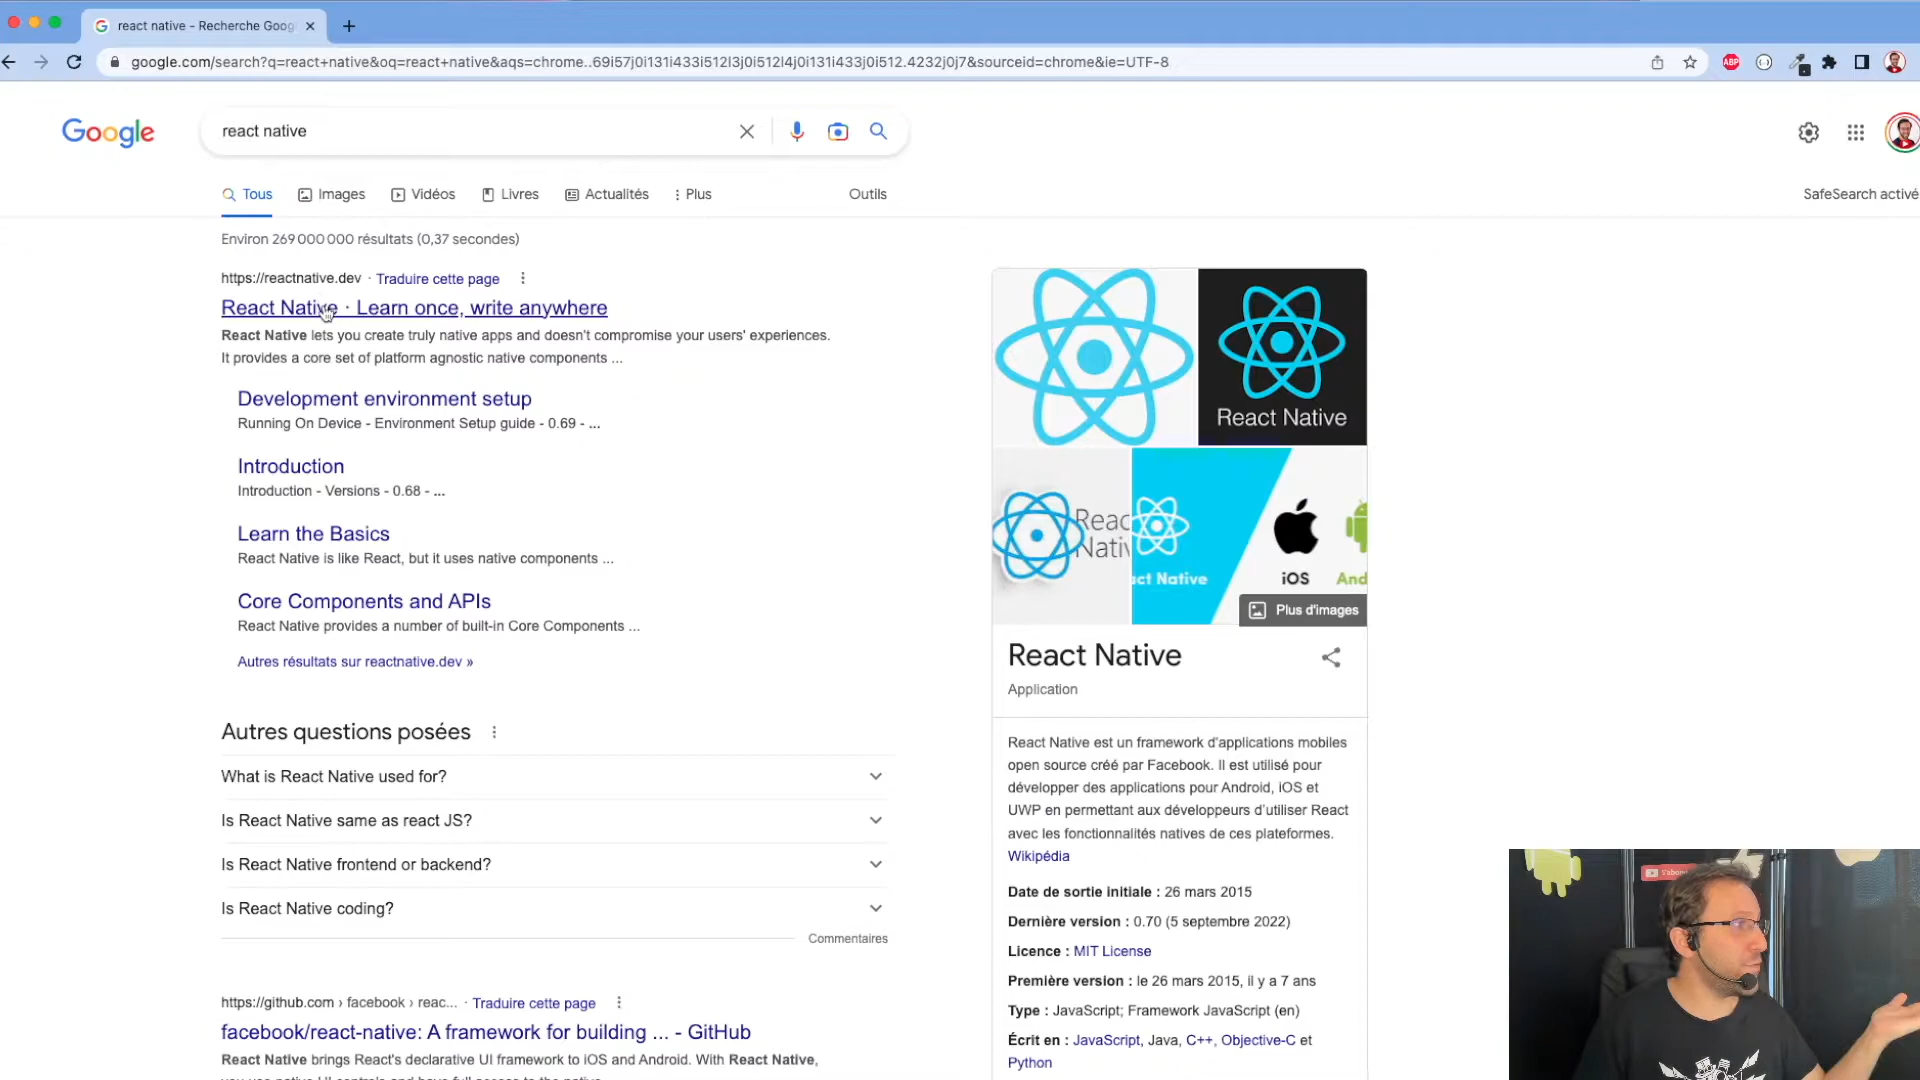 react native - Recherche Goog
google.com/search?q=react+native&oq=react+native&aqs=chrome..69i57j0i131i433i512l3j0i512l4j0i131i433j0i512.4232j0j7&sourceid=chrome&ie=UTF-8
ABP
Google
react native
Tous
Images
Vidéos
Livres
Actualités
Plus
Outils
SafeSearch activé
Environ 269 000 000 résultats (0,37 secondes)
https://reactnative.dev · Traduire cette page
React Native · Learn once, write anywhere
React Native lets you create truly native apps and doesn't compromise your users' experiences.
It provides a core set of platform agnostic native components ...
Development environment setup
Running On Device - Environment Setup guide - 0.69 - ...
Introduction
Introduction - Versions - 0.68 - ...
Learn the Basics
React Native is like React, but it uses native components ...
Core Components and APIs
React Native provides a number of built-in Core Components ...
Autres résultats sur reactnative.dev »
Autres questions posées
What is React Native used for?
Is React Native same as react JS?
Is React Native frontend or backend?
Is React Native coding?
Commentaires
https://github.com › facebook › reac... · Traduire cette page
facebook/react-native: A framework for building ... - GitHub
React Native brings React's declarative UI framework to iOS and Android. With React Native,
React Native
Reac
Nativ
act Native
iOS
And
Plus d'images
React Native
Application
React Native est un framework d'applications mobiles
open source créé par Facebook. Il est utilisé pour
développer des applications pour Android, iOS et
UWP en permettant aux développeurs d'utiliser React
avec les fonctionnalités natives de ces plateformes.
Wikipédia
Date de sortie initiale : 26 mars 2015
Dernière version : 0.70 (5 septembre 2022)
Licence : MIT License
Première version : le 26 mars 2015, il y a 7 ans
Type : JavaScript; Framework JavaScript (en)
Écrit en : JavaScript, Java, C++, Objective-C et
Python